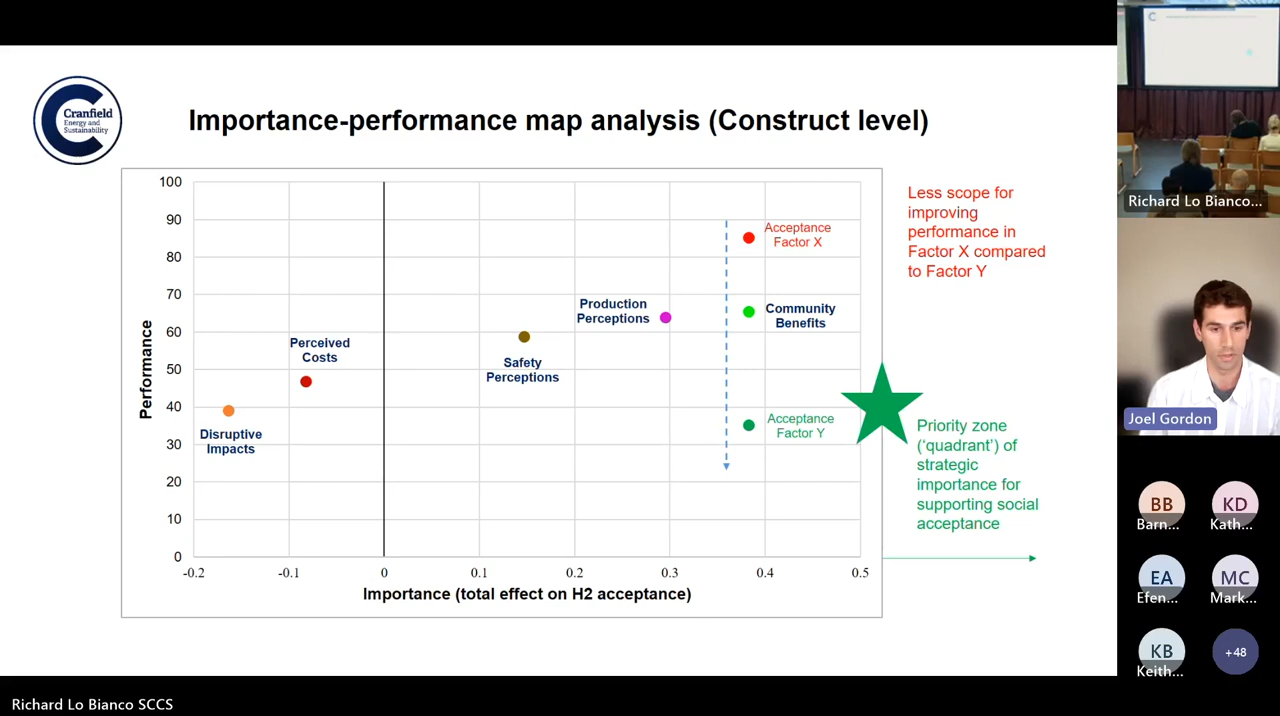 Cranfield
Energy and
Sustainability
Importance-performance map analysis (Construct level)
100
90
80
70
60
50
40
30
20
10
0
Performance
-0.2
-0.1
0
0.1
0.2
0.3
0.4
0.5
Importance (total effect on H2 acceptance)
Disruptive
Impacts
Perceived
Costs
Safety
Perceptions
Production
Perceptions
Acceptance
Factor X
Community
Benefits
Acceptance
Factor Y
Less scope for
improving
performance in
Factor X compared
to Factor Y
Priority zone
(‘quadrant’) of
strategic
importance for
supporting social
acceptance
Richard Lo Bianco...
Joel Gordon
BB
Barn...
KD
Kath...
EA
Efen...
MC
Mark...
KB
Keith...
+48
Richard Lo Bianco SCCS